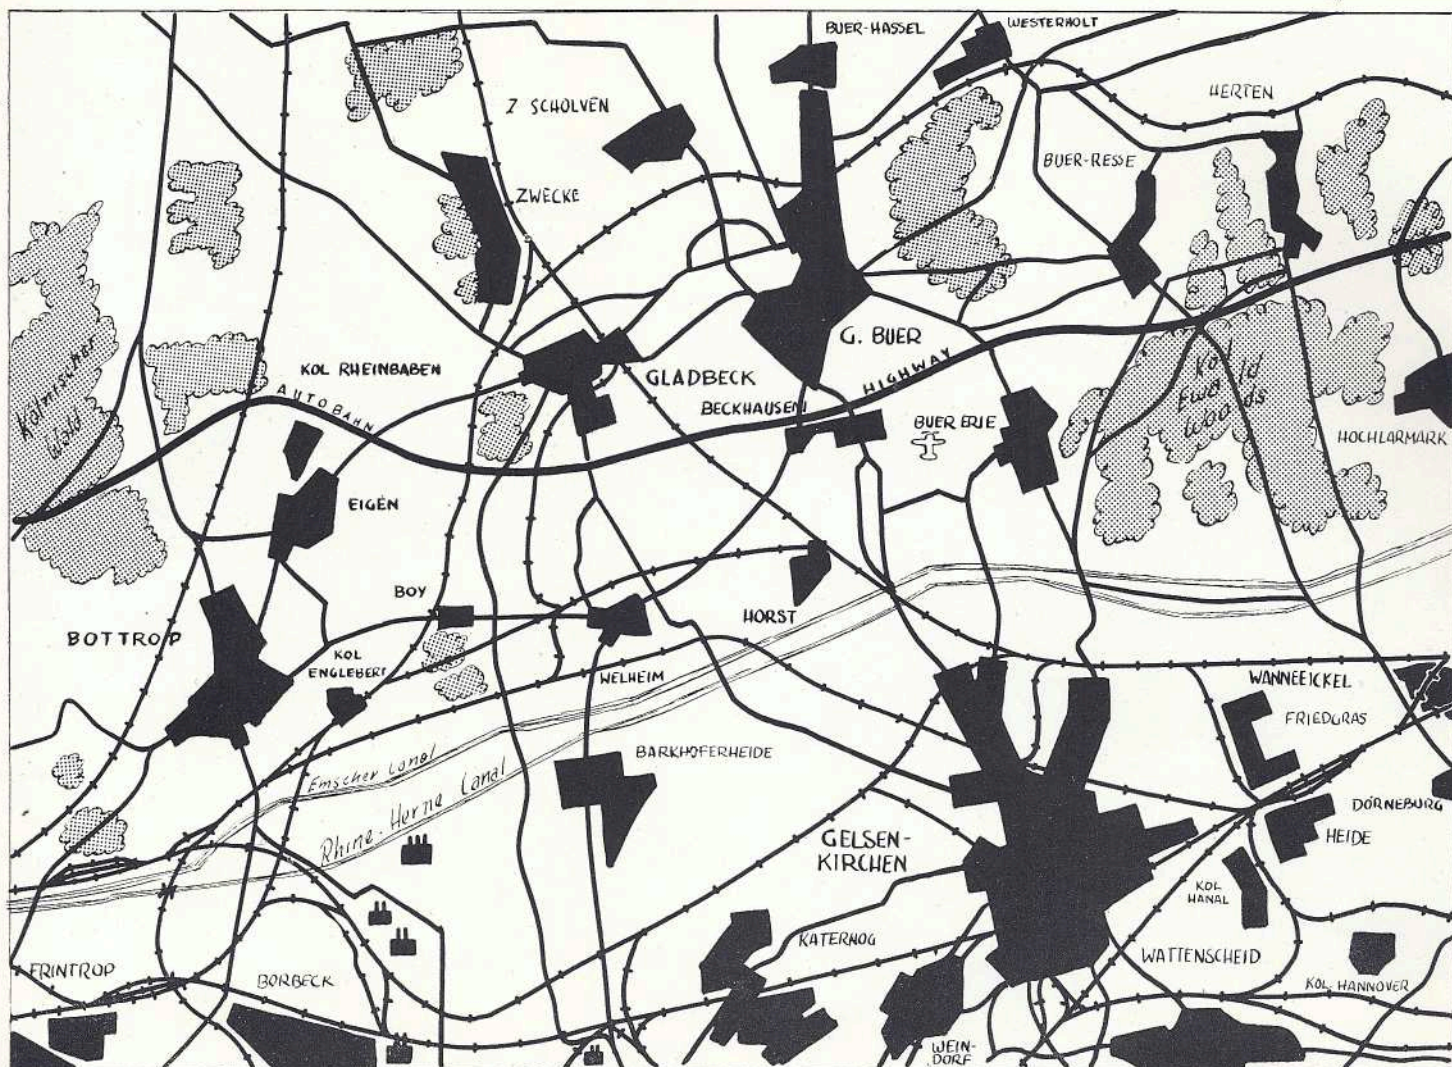 BUER-HASSEL
WESTERHOLT
Z SCHOLVEN
HERTEN
BUER-RESSE
ZWECKE
Kölnischer
Wald
KOL RHEINBABEN
AUTOBAHN
GLADBECK
G. BUER
HIGHWAY
BECKHAUSEN
BUER ERIE
Kol
Ewald
Woods
HOCHLARMARK
EIGEN
BOY
BOTTROP
KOL
ENGLEBERT
HORST
WELHEIM
WANNEEICKEL
FRIEDGRAS
BARKHOFERHEIDE
Emscher Canal
Rhine-Herne Canal
DÖRNEBURG
HEIDE
GELSEN-
KIRCHEN
KOL
HANAL
KATERNOG
WATTENSCHEID
FRINTROP
BORBECK
KOL-HANNOVER
WEIN-
DORF